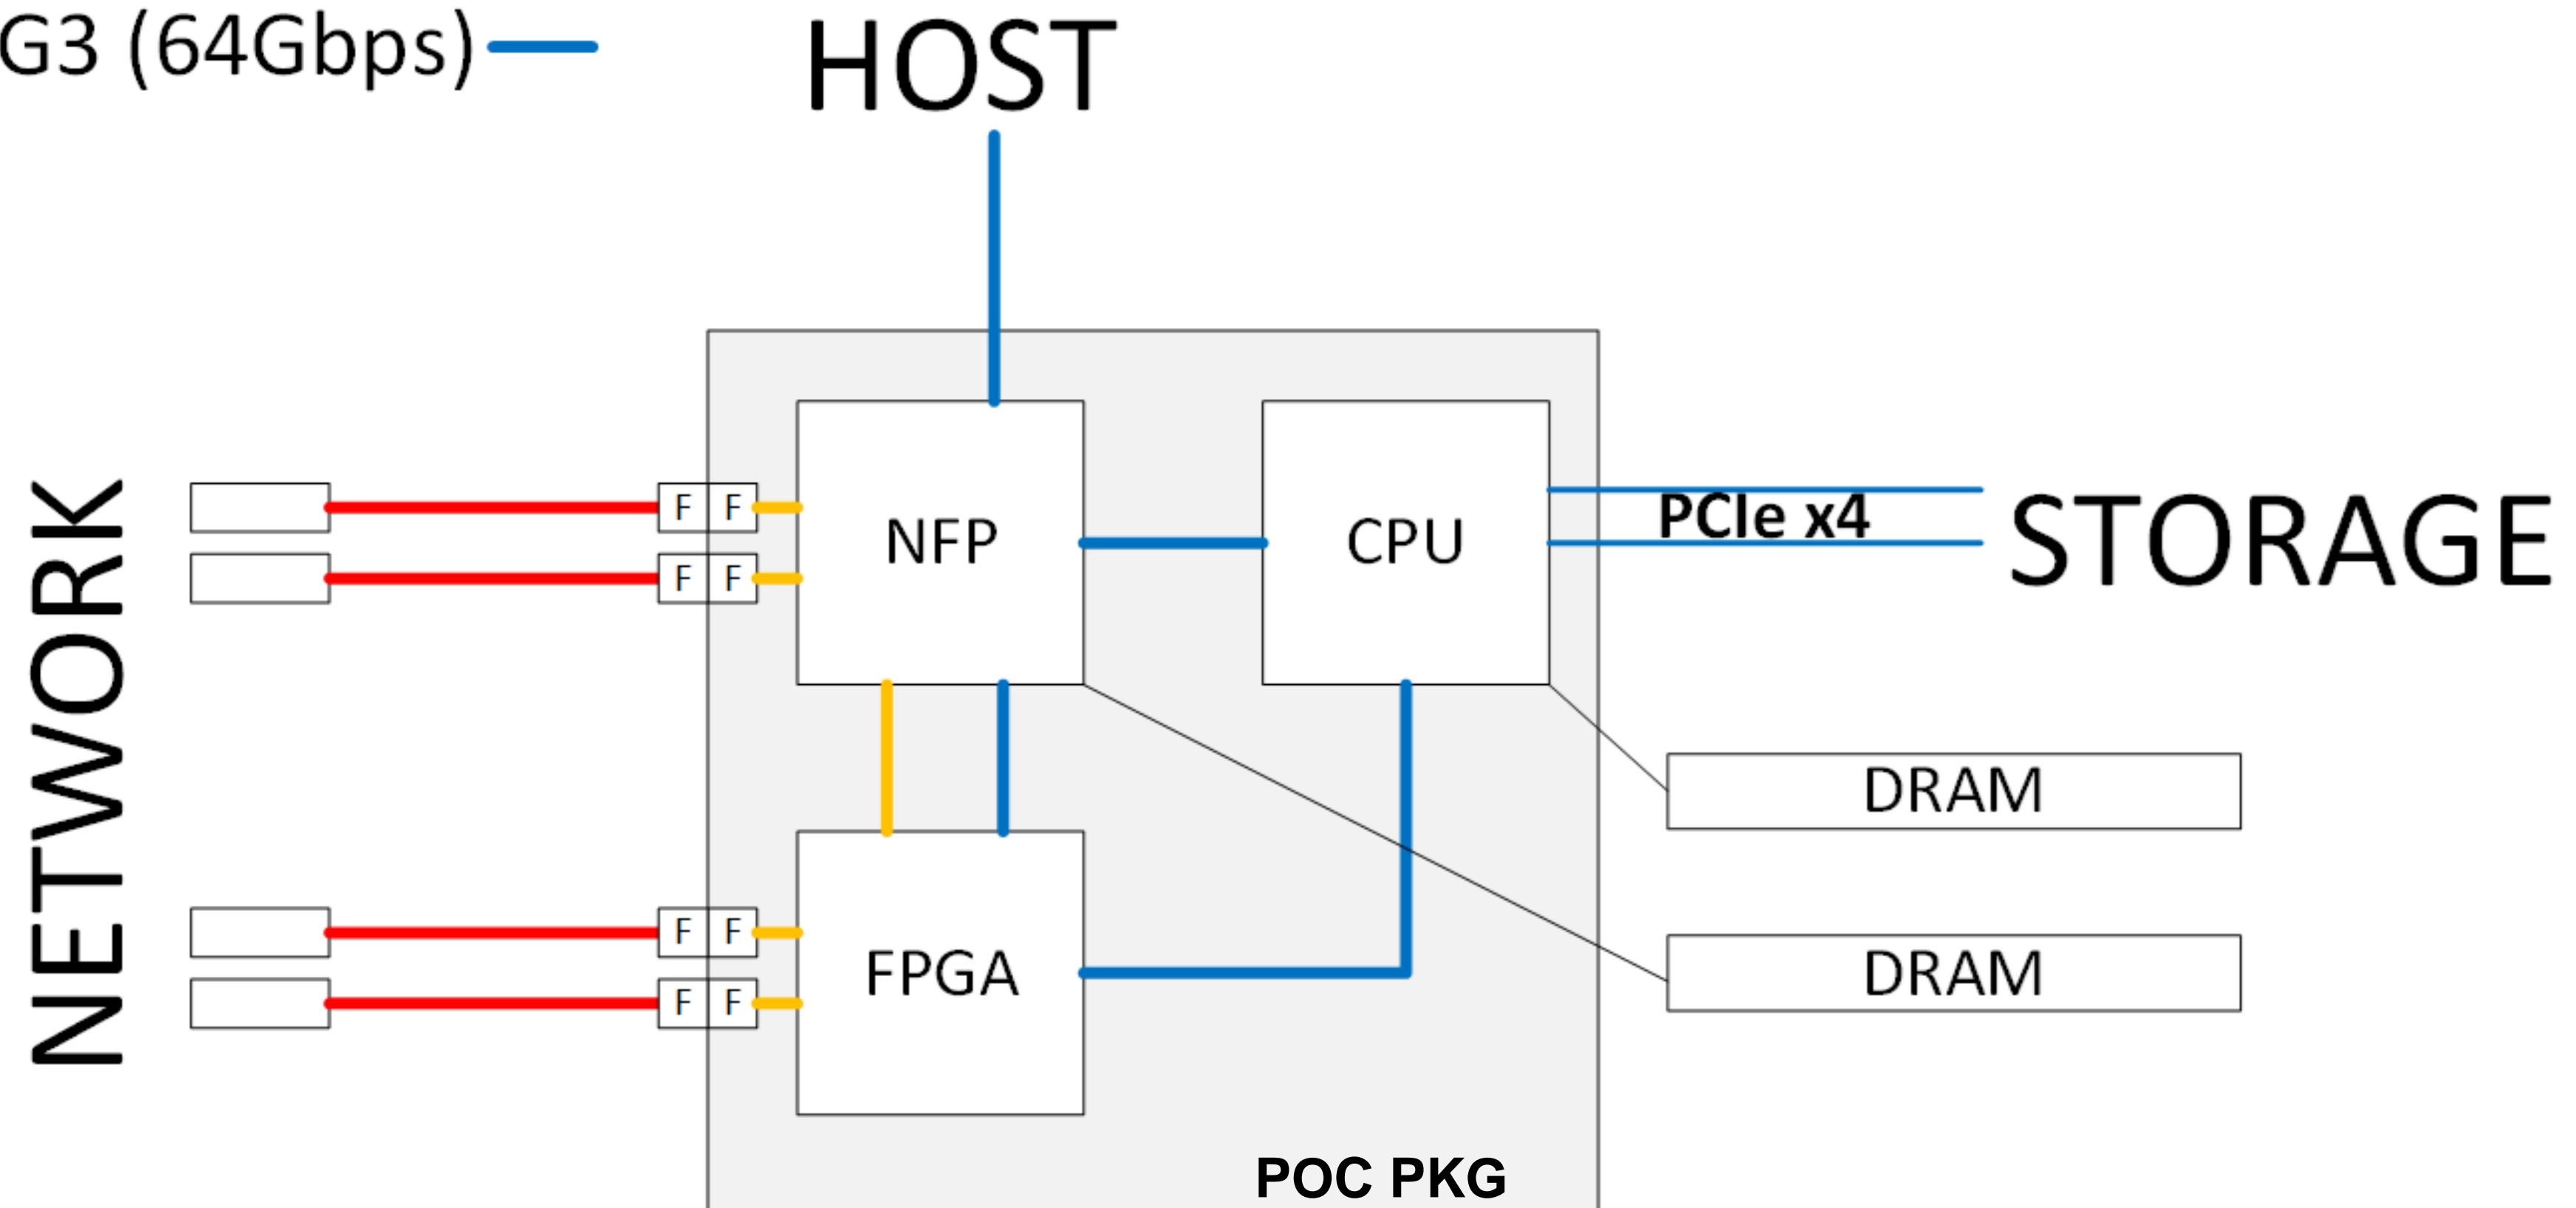 G3 (64Gbps)
HOST
NETWORK
F F
F F
NFP
CPU
PCIe x4
STORAGE
DRAM
F F
F F
FPGA
DRAM
POC PKG